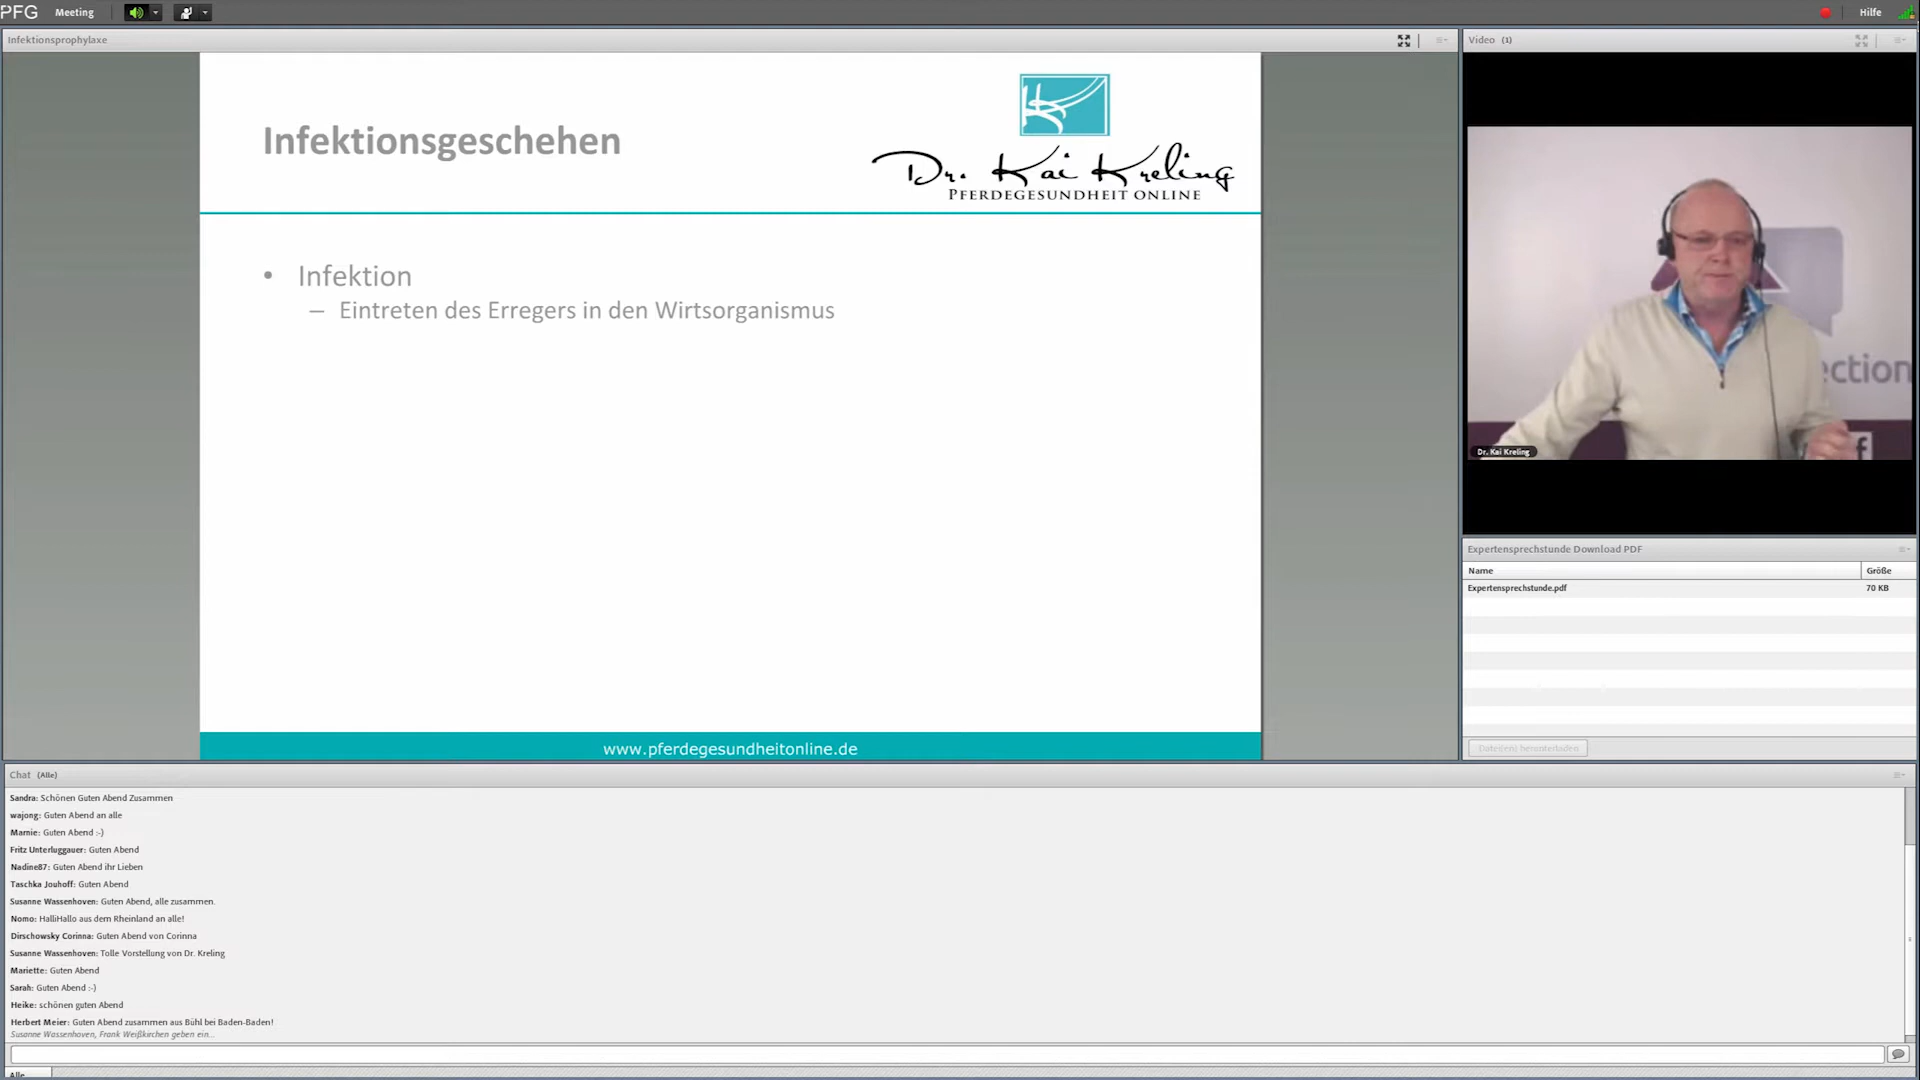 PFG Meeting Hilfe
Infektionsprophylaxe
Infektionsgeschehen
Dr. Kai Kreling
PFERDEGESUNDHEIT ONLINE
• Infektion
– Eintreten des Erregers in den Wirtsorganismus
www.pferdegesundheitonline.de
Video (1)
ection
f
Dr. Kai Kreling
Expertensprechstunde Download PDF
Name Größe
Expertensprechstunde.pdf 70 KB
Datei(en) herunterladen
Chat (Alle)
Sandra: Schönen Guten Abend Zusammen
wajong: Guten Abend an alle
Marnie: Guten Abend :-)
Fritz Unterluggauer: Guten Abend
Nadine87: Guten Abend ihr Lieben
Taschka Jouhoff: Guten Abend
Susanne Wassenhoven: Guten Abend, alle zusammen.
Nomo: HalliHallo aus dem Rheinland an alle!
Dirschowsky Corinna: Guten Abend von Corinna
Susanne Wassenhoven: Tolle Vorstellung von Dr. Kreling
Mariette: Guten Abend
Sarah: Guten Abend :-)
Heike: schönen guten Abend
Herbert Meier: Guten Abend zusammen aus Bühl bei Baden-Baden!
Susanne Wassenhoven, Frank Weißkirchen geben ein...
Alle